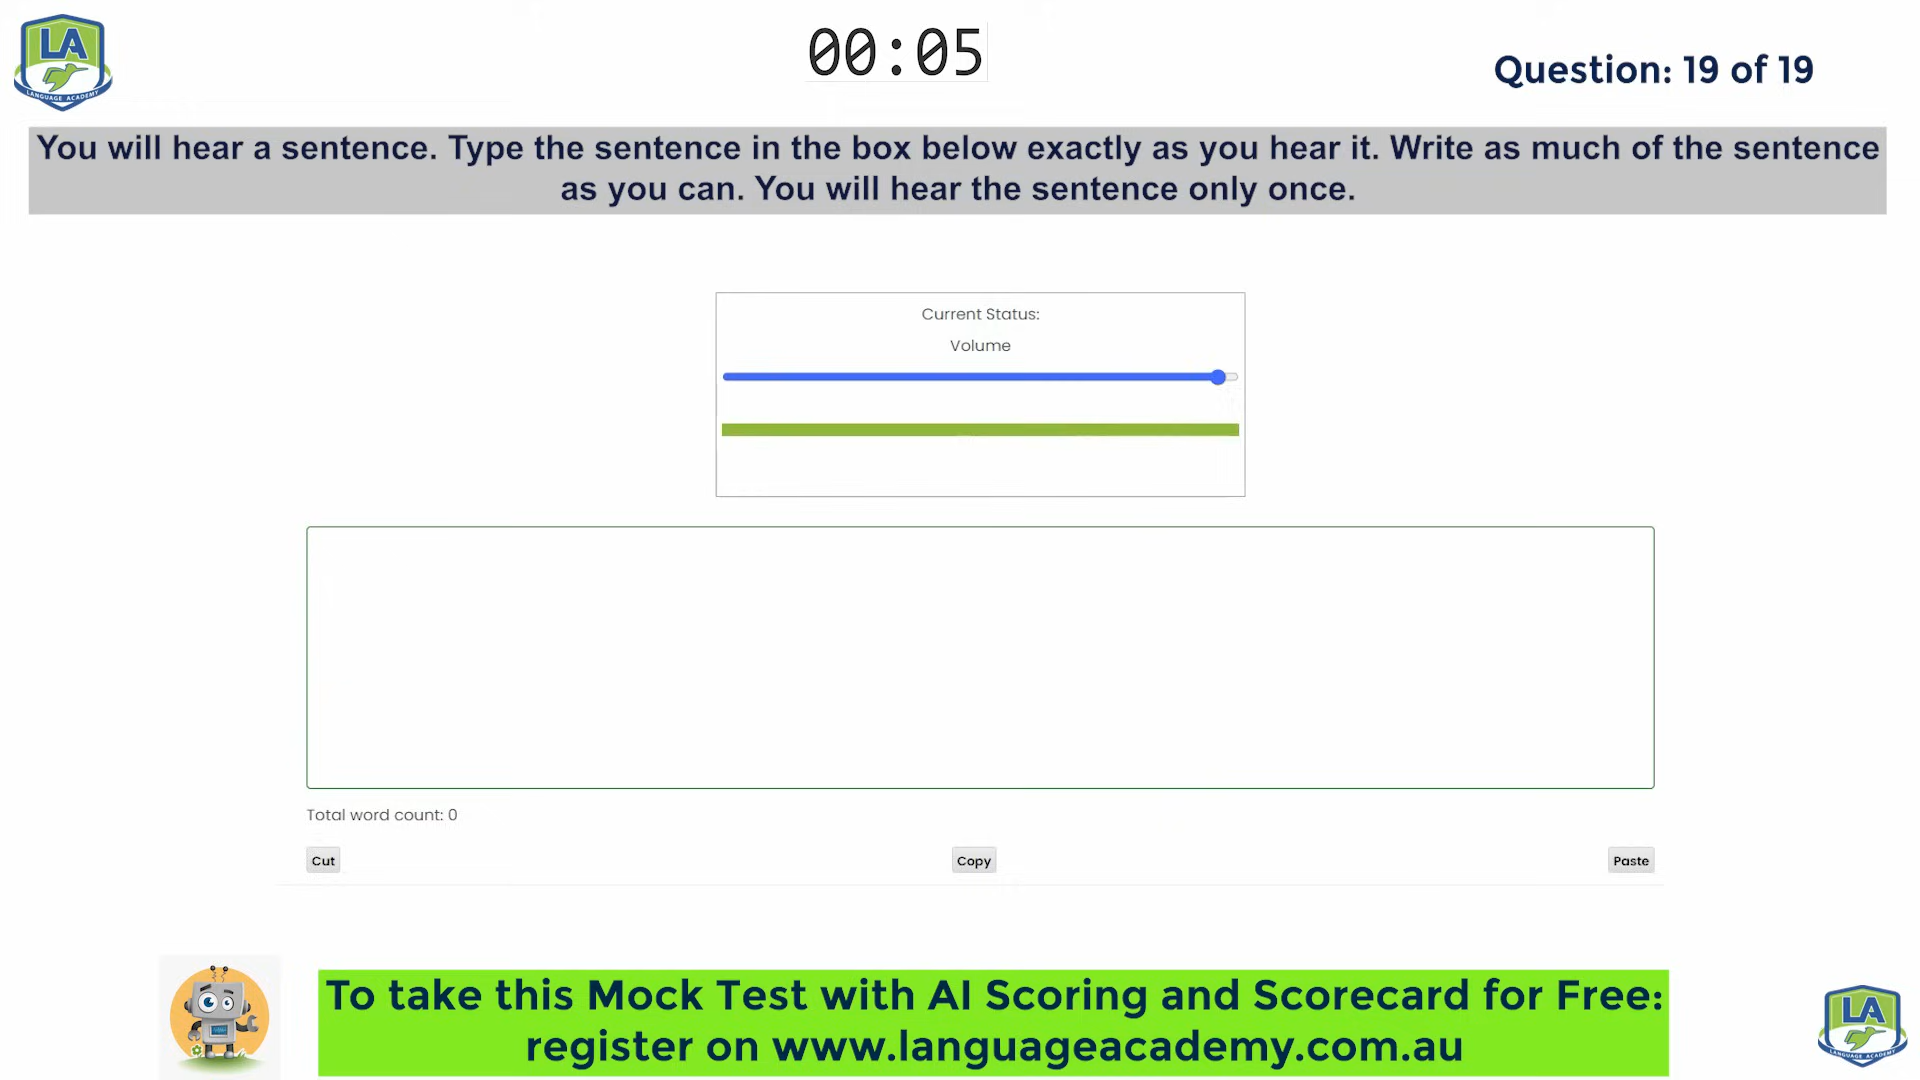 LA
LANGUAGE ACADEMY
00:05
Question: 19 of 19
You will hear a sentence. Type the sentence in the box below exactly as you hear it. Write as much of the sentence
as you can. You will hear the sentence only once.
Current Status:
Volume
Total word count: 0
Cut
Copy
Paste
To take this Mock Test with AI Scoring and Scorecard for Free:
register on www.languageacademy.com.au
LA
LANGUAGE ACADEMY